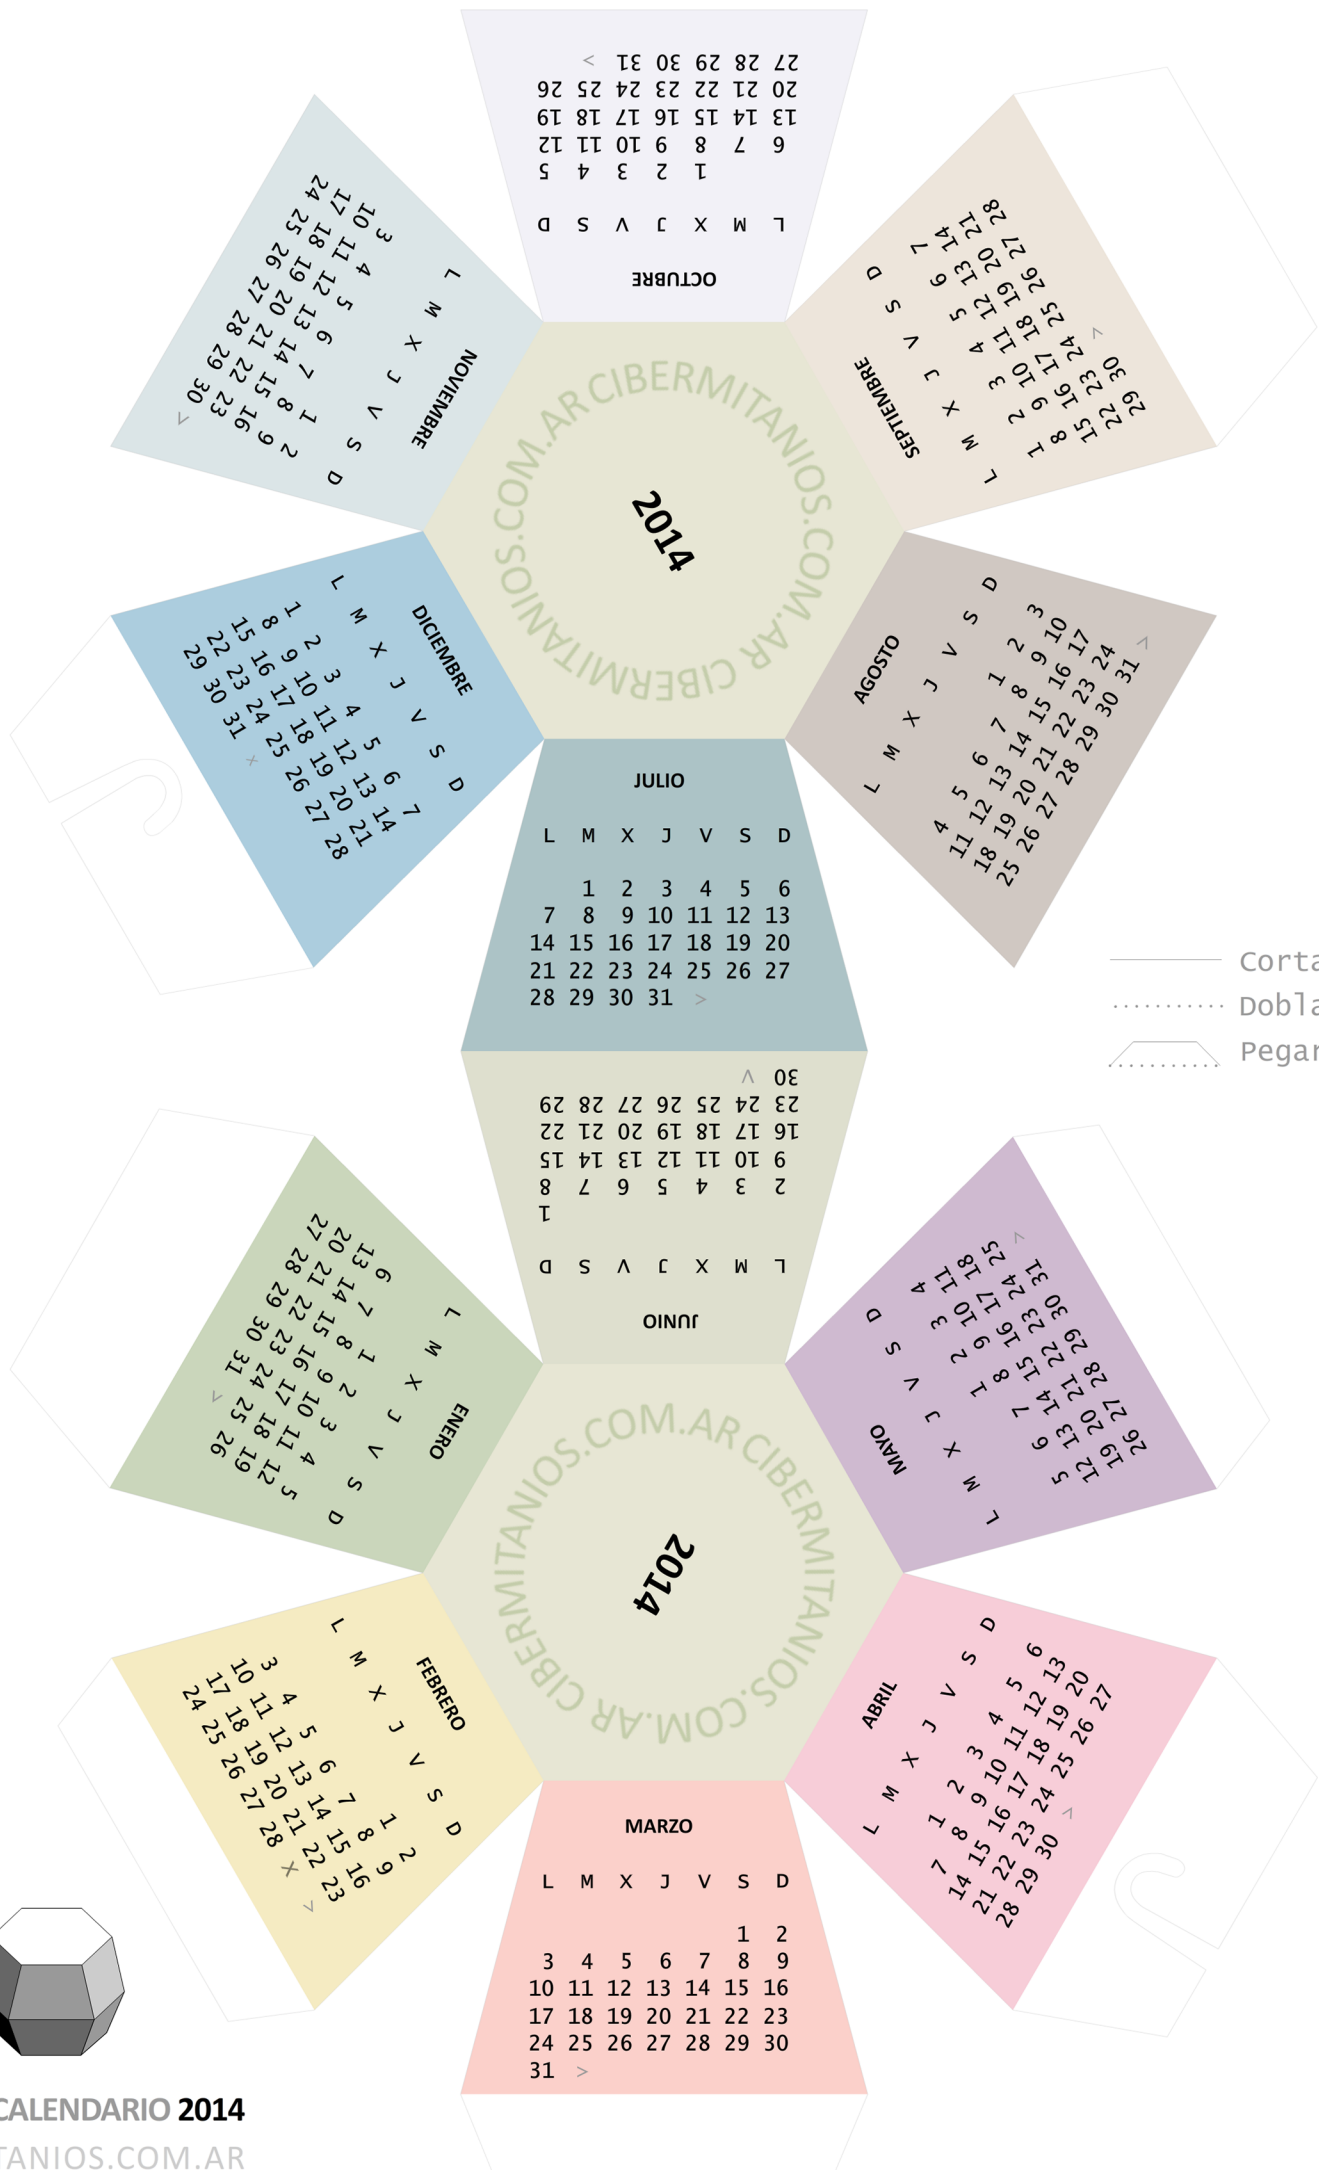 OCTUBRE
L M X J V S D
1 2 3 4 5
6 7 8 9 10 11 12
13 14 15 16 17 18 19
20 21 22 23 24 25 26
27 28 29 30 31 >
NOVIEMBRE
L M X J V S D
1 2
3 4 5 6 7 8 9
10 11 12 13 14 15 16
17 18 19 20 21 22 23
24 25 26 27 28 29 30 >
SEPTIEMBRE
L M X J V S D
1 2 3 4 5 6 7
8 9 10 11 12 13 14
15 16 17 18 19 20 21
22 23 24 25 26 27 28
29 30 >
CIBERMITANIOS.COM.AR CIBERMITANIOS.COM.AR
2014
DICIEMBRE
L M X J V S D
1 2 3 4 5 6 7
8 9 10 11 12 13 14
15 16 17 18 19 20 21
22 23 24 25 26 27 28
29 30 31 ×
AGOSTO
L M X J V S D
1 2 3
4 5 6 7 8 9 10
11 12 13 14 15 16 17
18 19 20 21 22 23 24
25 26 27 28 29 30 31 >
JULIO
L M X J V S D
1 2 3 4 5 6
7 8 9 10 11 12 13
14 15 16 17 18 19 20
21 22 23 24 25 26 27
28 29 30 31 >
Corta
Dobla
Pegar
JUNIO
L M X J V S D
1
2 3 4 5 6 7 8
9 10 11 12 13 14 15
16 17 18 19 20 21 22
23 24 25 26 27 28 29
30 >
ENERO
L M X J V S D
1 2 3 4 5
6 7 8 9 10 11 12
13 14 15 16 17 18 19
20 21 22 23 24 25 26
27 28 29 30 31 >
MAYO
L M X J V S D
1 2 3 4
5 6 7 8 9 10 11
12 13 14 15 16 17 18
19 20 21 22 23 24 25
26 27 28 29 30 31 >
CIBERMITANIOS.COM.AR CIBERMITANIOS.COM.AR
2014
FEBRERO
L M X J V S D
1 2
3 4 5 6 7 8 9
10 11 12 13 14 15 16
17 18 19 20 21 22 23
24 25 26 27 28 × >
ABRIL
L M X J V S D
1 2 3 4 5 6
7 8 9 10 11 12 13
14 15 16 17 18 19 20
21 22 23 24 25 26 27
28 29 30 >
MARZO
L M X J V S D
1 2
3 4 5 6 7 8 9
10 11 12 13 14 15 16
17 18 19 20 21 22 23
24 25 26 27 28 29 30
31 >
CALENDARIO 2014
TANIOS.COM.AR